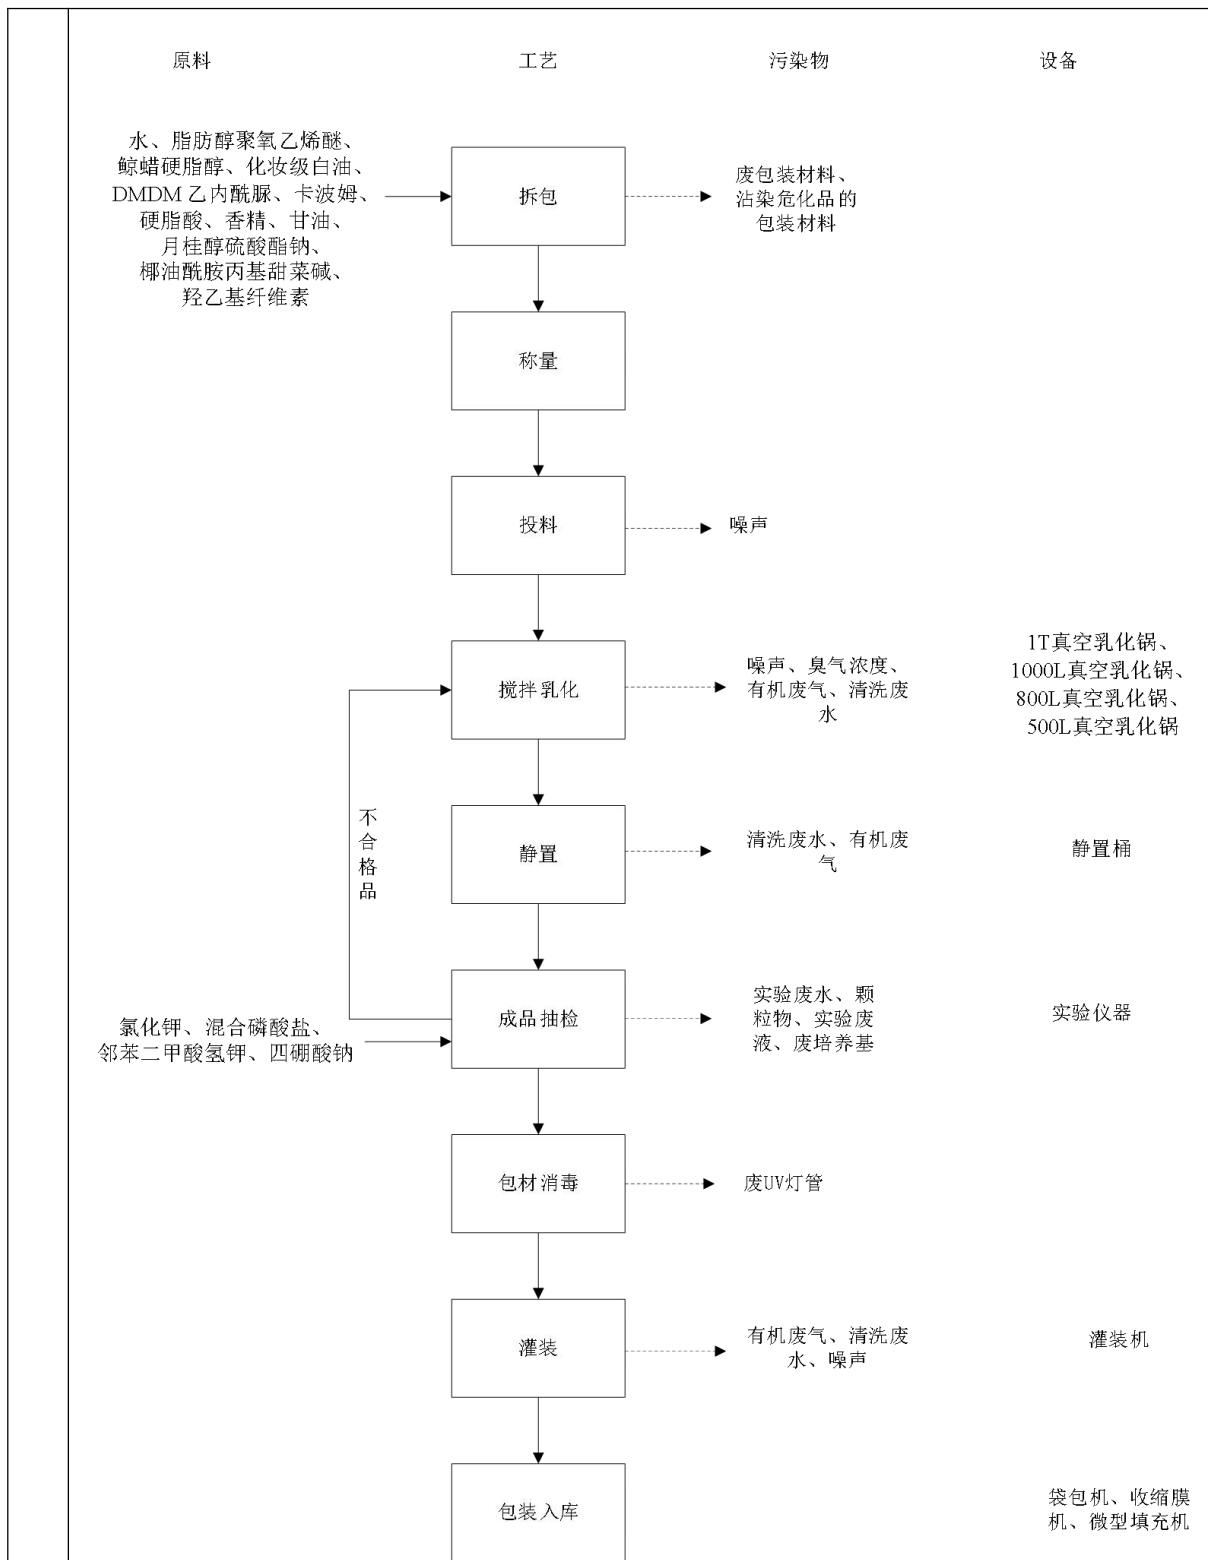 原料 工艺 污染物 设备
水、脂肪醇聚氧乙烯醚、
鲸蜡硬脂醇、化妆级白油、
DMDM 乙内酰脲、卡波姆、
硬脂酸、香精、甘油、
月桂醇硫酸酯钠、
椰油酰胺丙基甜菜碱、
羟乙基纤维素
拆包
废包装材料、
沾染危化品的
包装材料
称量
投料
噪声
搅拌乳化
噪声、臭气浓度、
有机废气、清洗废
水
1T真空乳化锅、
1000L真空乳化锅、
800L真空乳化锅、
500L真空乳化锅
不
合
格
品
静置
清洗废水、有机废
气
静置桶
氯化钾、混合磷酸盐、
邻苯二甲酸氢钾、四硼酸钠
成品抽检
实验废水、颗
粒物、实验废
液、废培养基
实验仪器
包材消毒
废UV灯管
灌装
有机废气、清洗废
水、噪声
灌装机
包装入库
袋包机、收缩膜
机、微型填充机